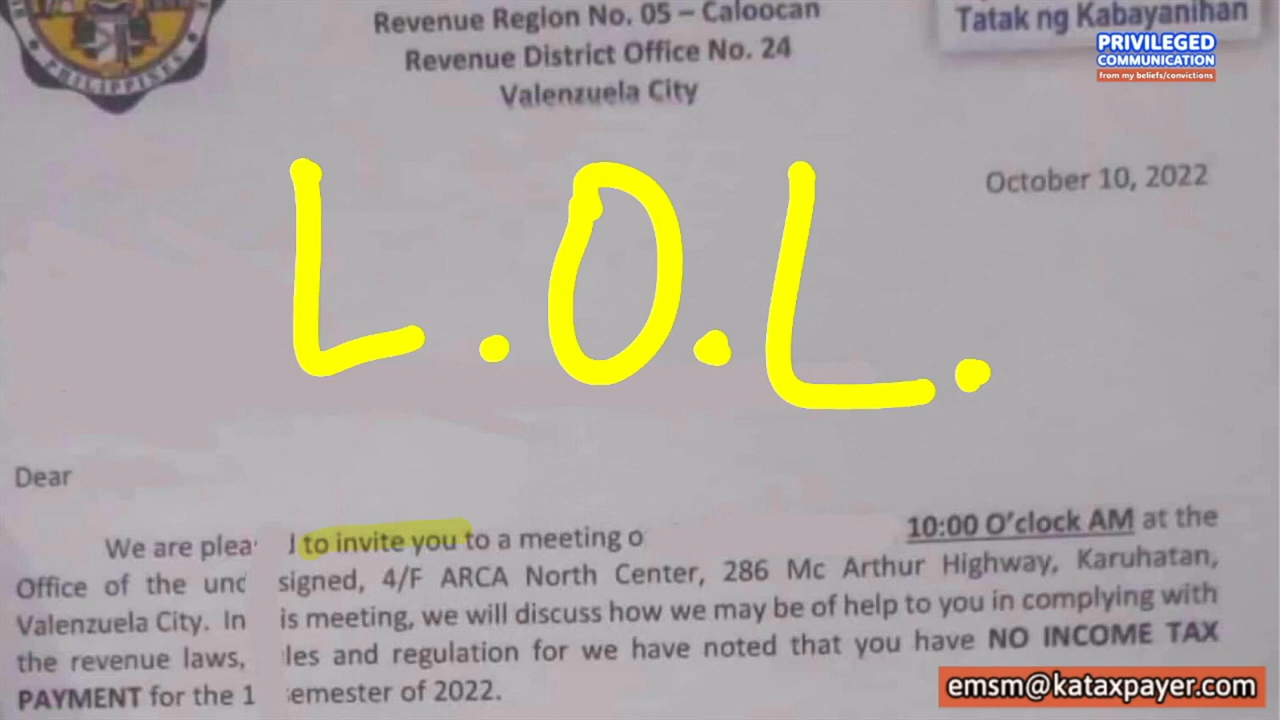 Revenue Region No. 05 – Caloocan
Revenue District Office No. 24
Valenzuela City
PHILIPPINES
Tatak ng Kabayanihan
PRIVILEGED
COMMUNICATION
from my beliefs/convictions
October 10, 2022
L.O.L.
Dear
We are plea to invite you to a meeting o 10:00 O'clock AM at the
Office of the und signed, 4/F ARCA North Center, 286 Mc Arthur Highway, Karuhatan,
Valenzuela City. In is meeting, we will discuss how we may be of help to you in complying with
the revenue laws, les and regulation for we have noted that you have NO INCOME TAX
PAYMENT for the 1 emester of 2022.
emsm@kataxpayer.com